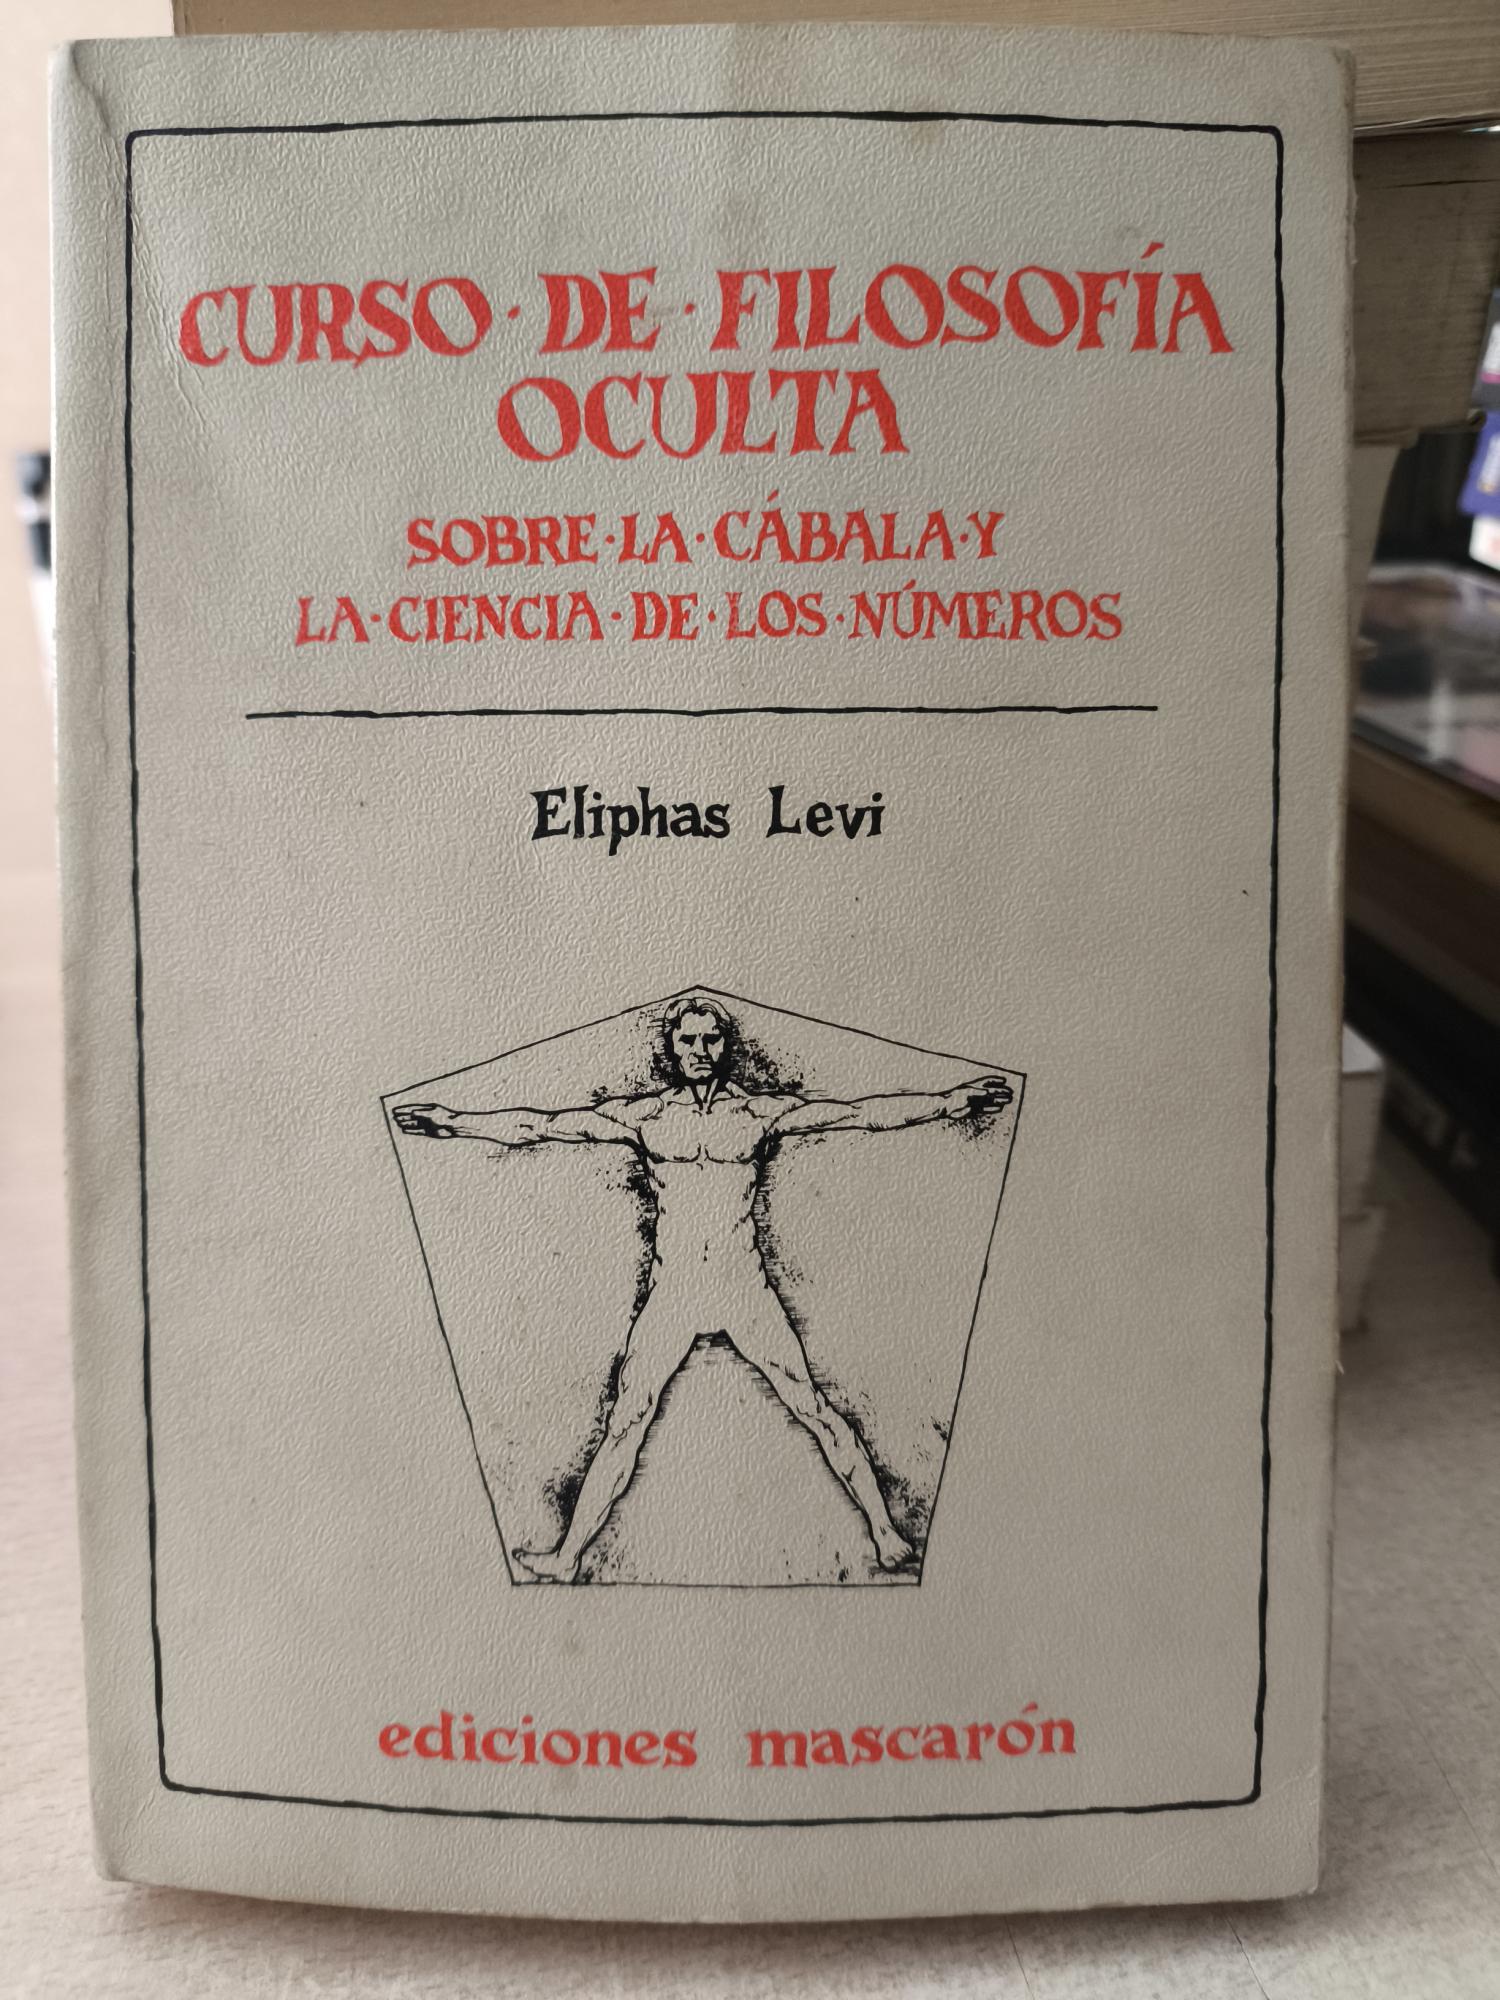 CURSO · DE · FILOSOFÍA
OCULTA
SOBRE · LA · CÁBALA · Y
LA · CIENCIA · DE · LOS · NÚMEROS
Eliphas Levi
ediciones mascarón